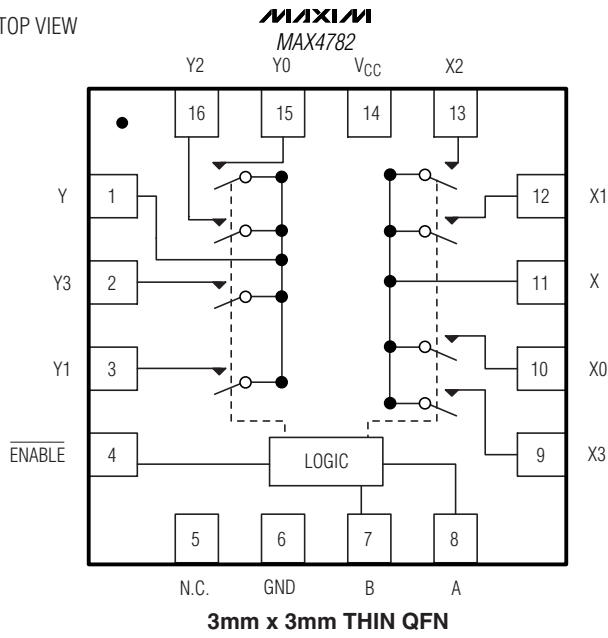 TOP VIEW
MAXIM
MAX4782
Y2 Y0 VCC X2
16 15 14 13
Y 1 12 X1
Y3 2 11 X
Y1 3 10 X0
ENABLE 4 LOGIC 9 X3
5 6 7 8
N.C. GND B A
3mm x 3mm THIN QFN